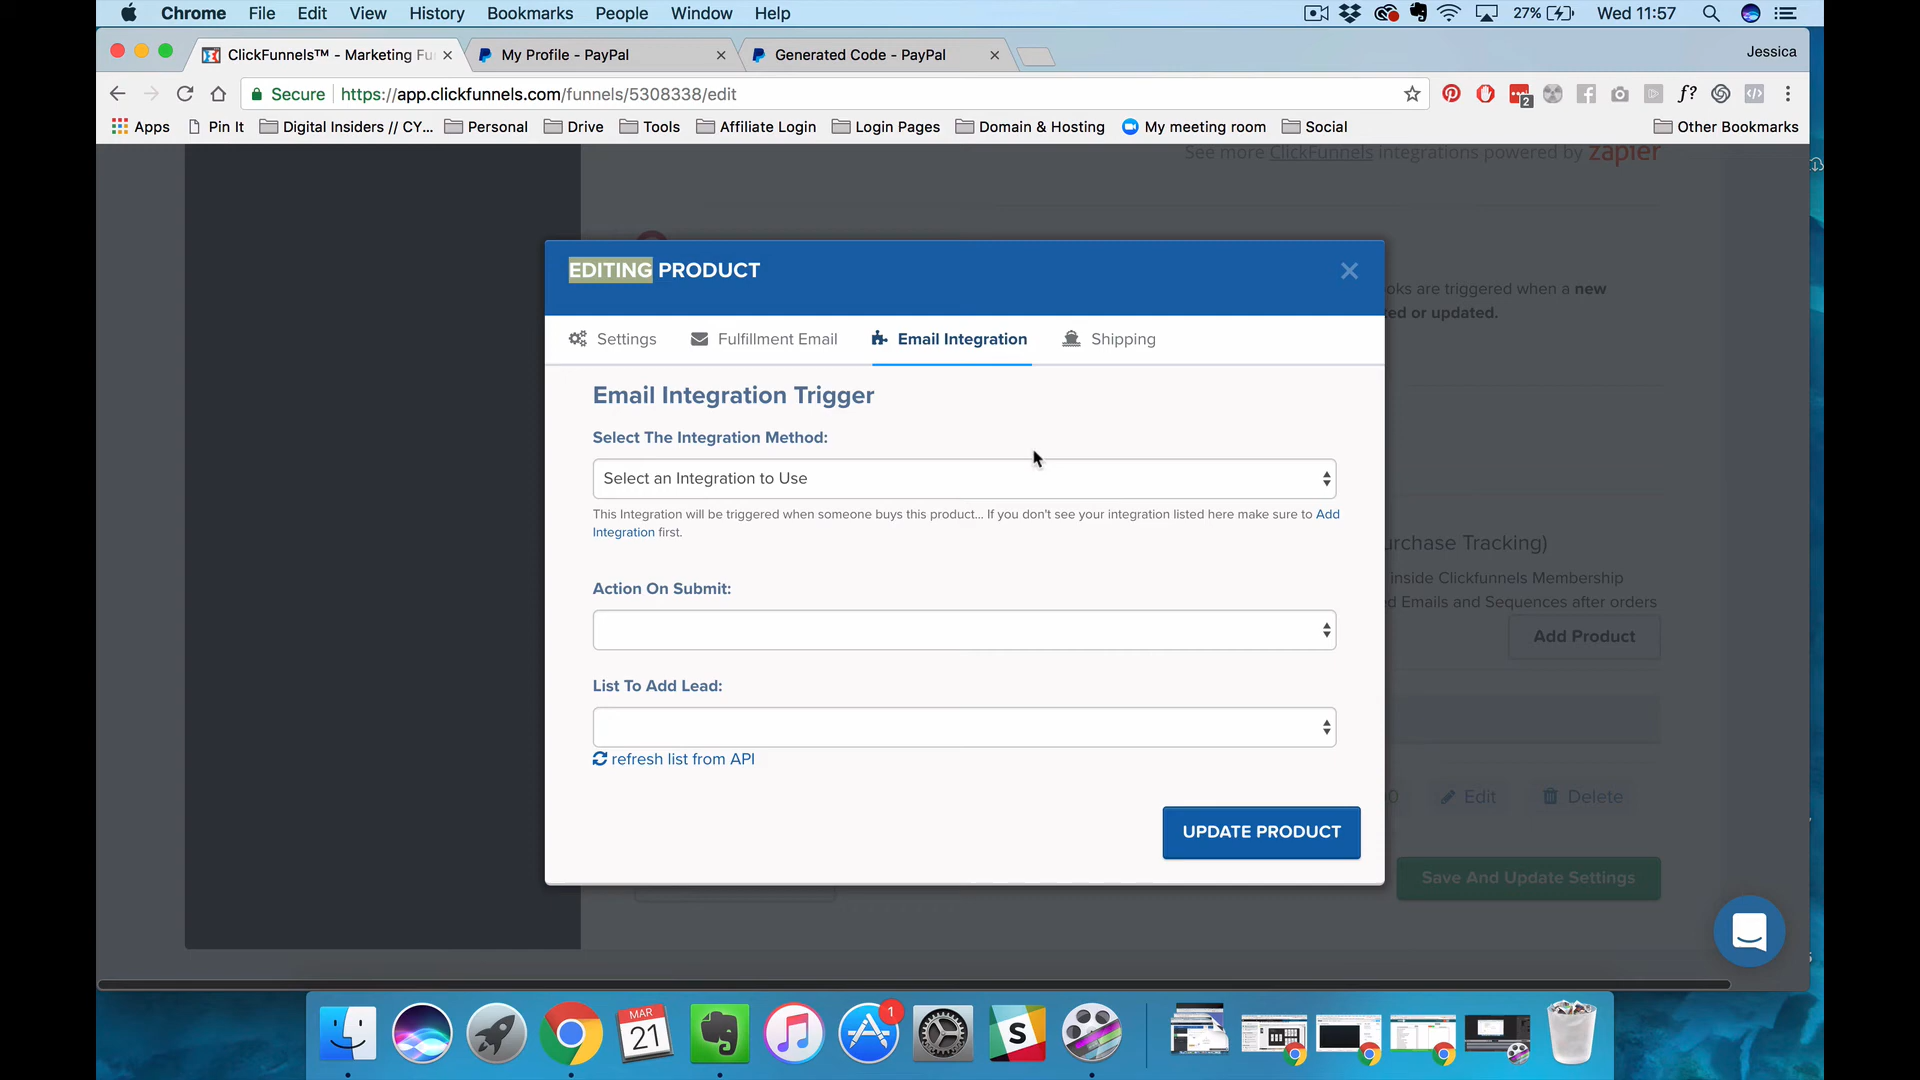 Chrome File Edit View History Bookmarks People Window Help 27% Wed 11:57
ClickFunnels™ - Marketing Fu My Profile - PayPal Generated Code - PayPal Jessica
Secure https://app.clickfunnels.com/funnels/5308338/edit f? 2
Apps Pin It Digital Insiders // CY... Personal Drive Tools Affiliate Login Login Pages Domain & Hosting My meeting room Social Other Bookmarks
See more ClickFunnels integrations powered by zapier
EDITING PRODUCT
oks are triggered when a new
ed or updated.
Settings Fulfillment Email Email Integration Shipping
Email Integration Trigger
Select The Integration Method:
Select an Integration to Use
This Integration will be triggered when someone buys this product... If you don't see your integration listed here make sure to Add
Integration first.
urchase Tracking)
inside Clickfunnels Membership
ed Emails and Sequences after orders
Action On Submit:
Add Product
List To Add Lead:
refresh list from API
0 Edit Delete
UPDATE PRODUCT
Save And Update Settings
MAR
21
1
S